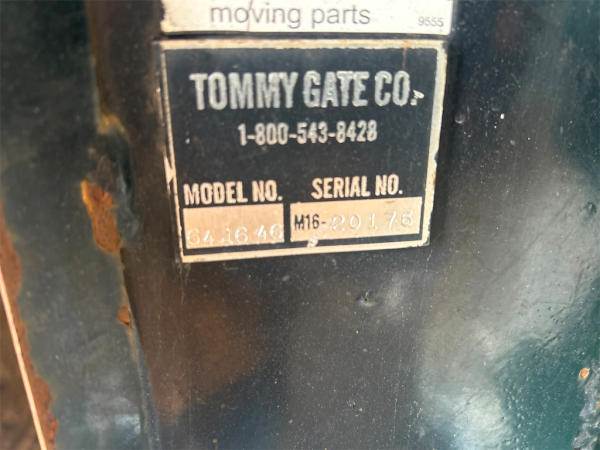 moving parts
9555
TOMMY GATE CO.
1-800-543-8428
MODEL NO. SERIAL NO.
M16-20176